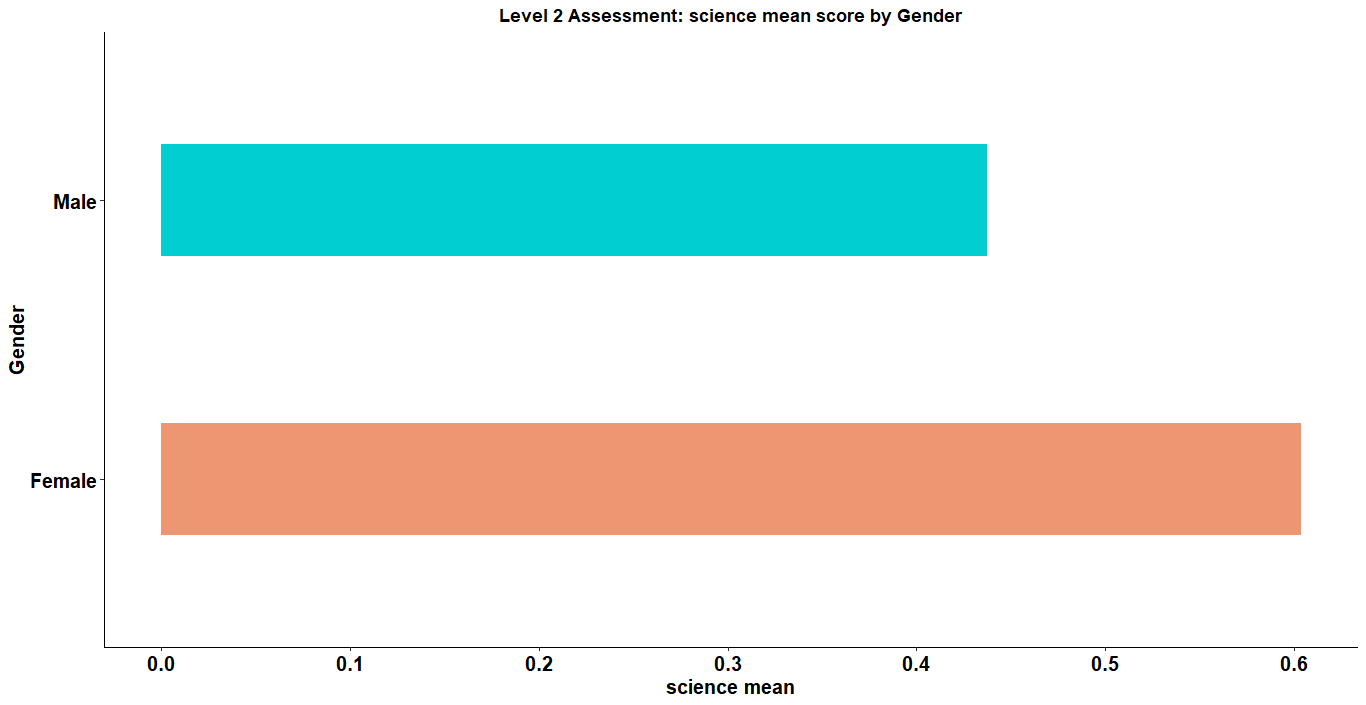 Level 2 Assessment: science mean score by Gender
Male
Gender
Female
0.0 0.1 0.2 0.3 0.4 0.5 0.6
science mean